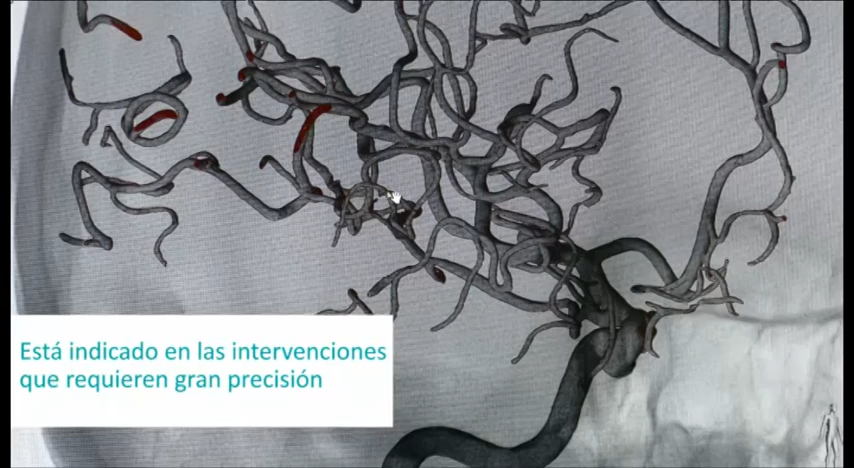 Está indicado en las intervenciones
que requieren gran precisión